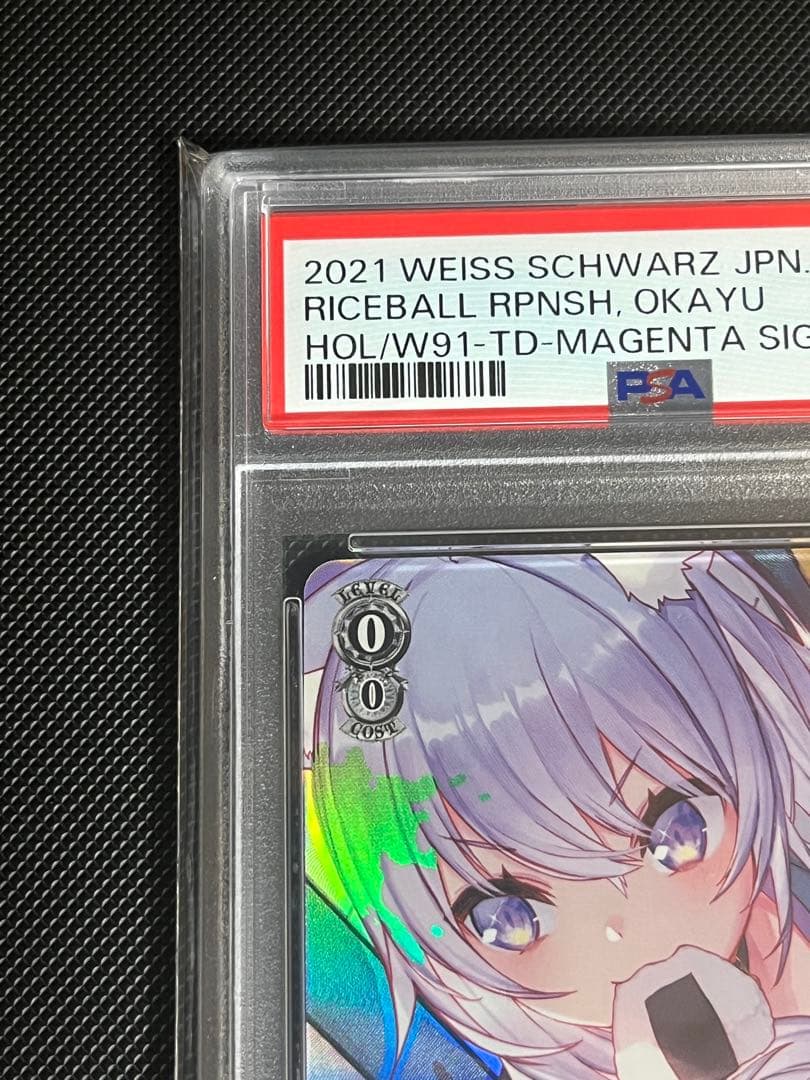 2021 WEISS SCHWARZ JPN.
RICEBALL RPNSH, OKAYU
HOL/W91-TD-MAGENTA SIG
PSA
LEVEL
0
0
COST